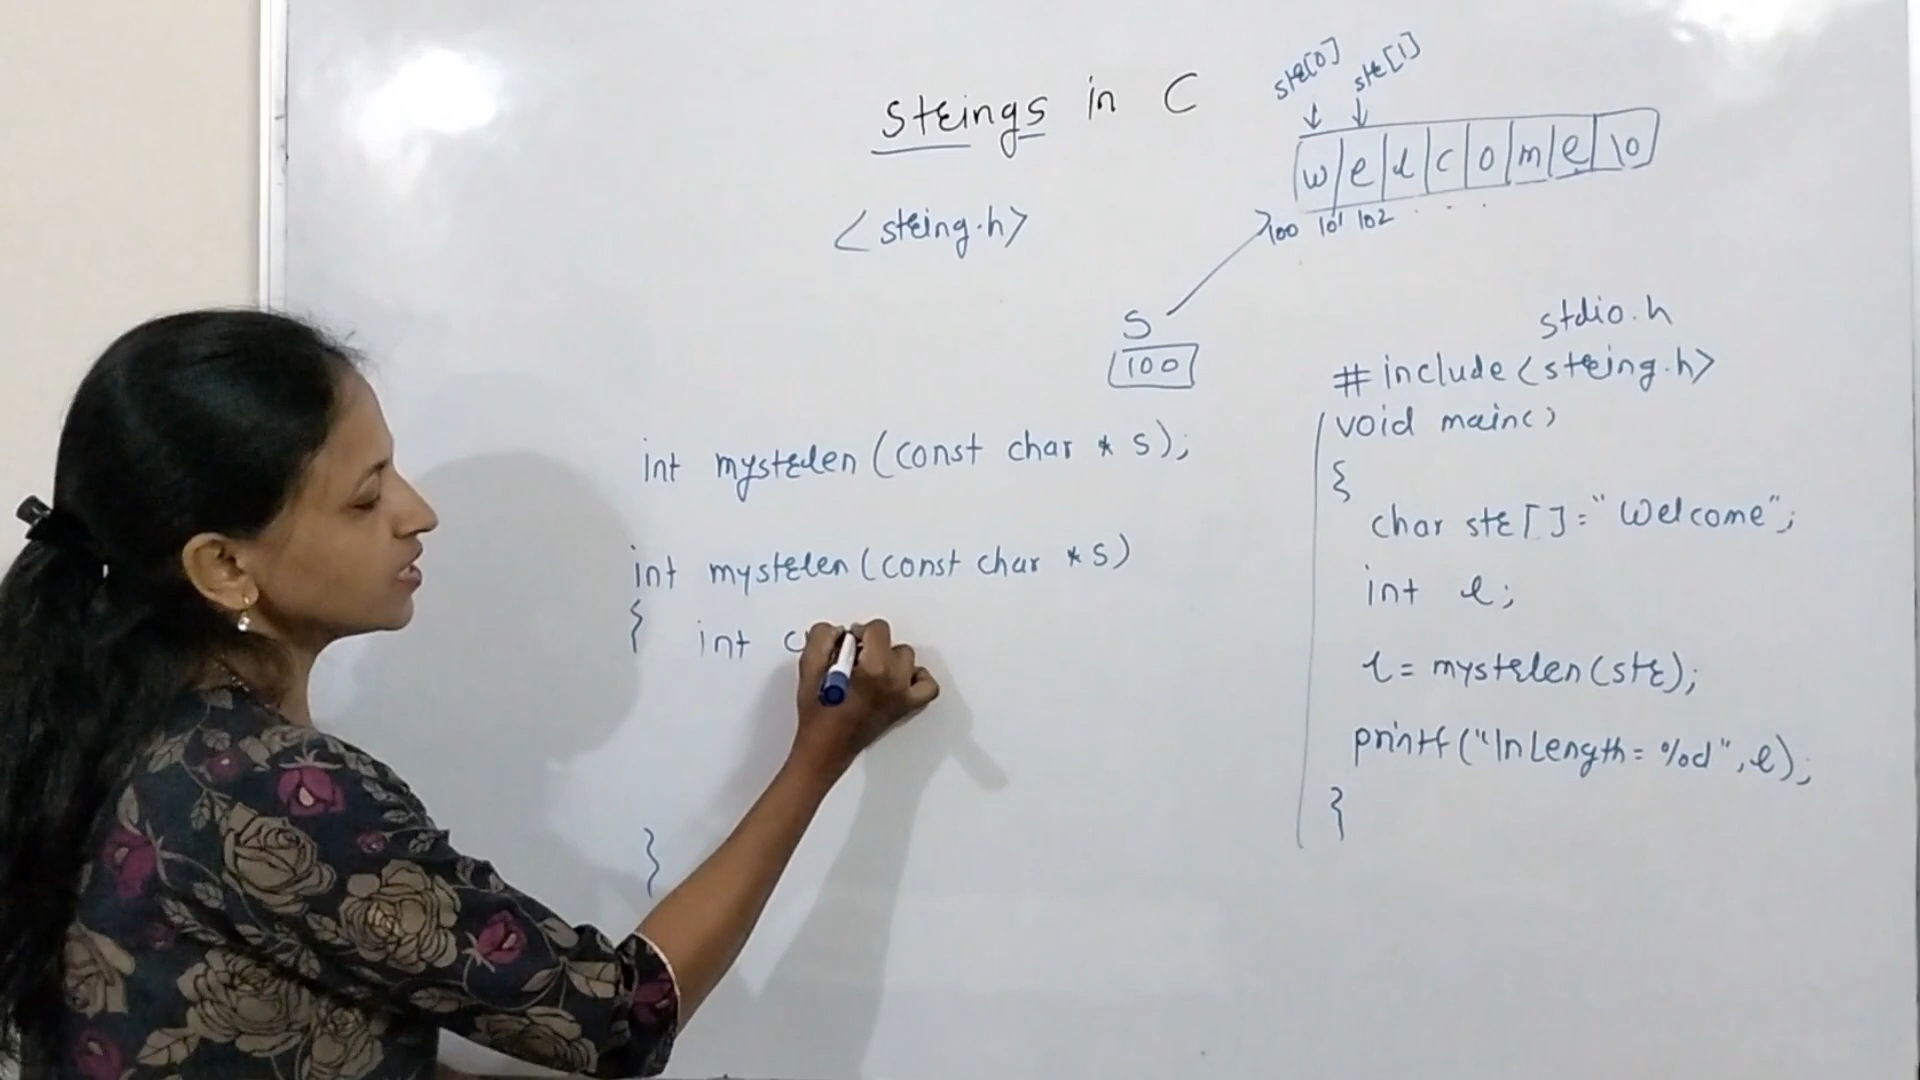 Strings in C
<string.h>
str[0] str[1]
w e l c o m e \0
100 101 102 . . .
S
100
int mystrlen (const char * s);
int mystrlen (const char * s)
{ int c
}
stdio.h
# include <string.h>
void main()
{
char str[] = "Welcome";
int l;
l = mystrlen(str);
printf ("\n Length = %d", l);
}